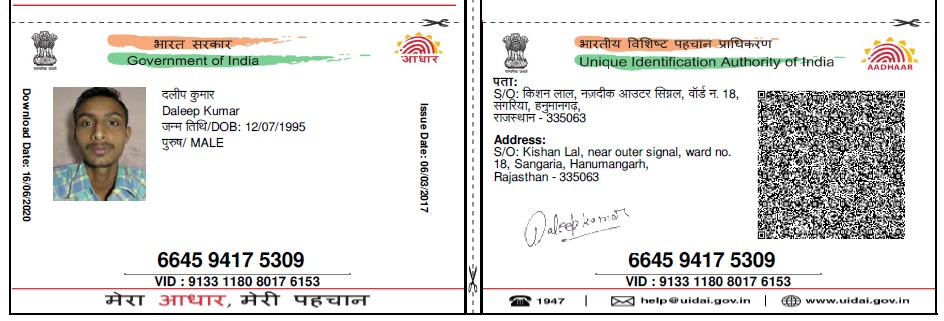 भारत सरकार
Government of India
आधार
Download Date: 16/06/2020
दलीप कुमार
Daleep Kumar
जन्म तिथि/DOB: 12/07/1995
पुरुष/ MALE
Issue Date: 06/03/2017
6645 9417 5309
VID : 9133 1180 8017 6153
मेरा आधार, मेरी पहचान
भारतीय विशिष्ट पहचान प्राधिकरण
Unique Identification Authority of India
AADHAAR
पता:
S/O: किशन लाल, नज़दीक आउटर सिग्नल, वॉर्ड न. 18,
संगरिया, हनुमानगढ़,
राजस्थान - 335063
Address:
S/O: Kishan Lal, near outer signal, ward no.
18, Sangaria, Hanumangarh,
Rajasthan - 335063
Daleep kumar
6645 9417 5309
VID : 9133 1180 8017 6153
1947 | help@uidai.gov.in | www.uidai.gov.in